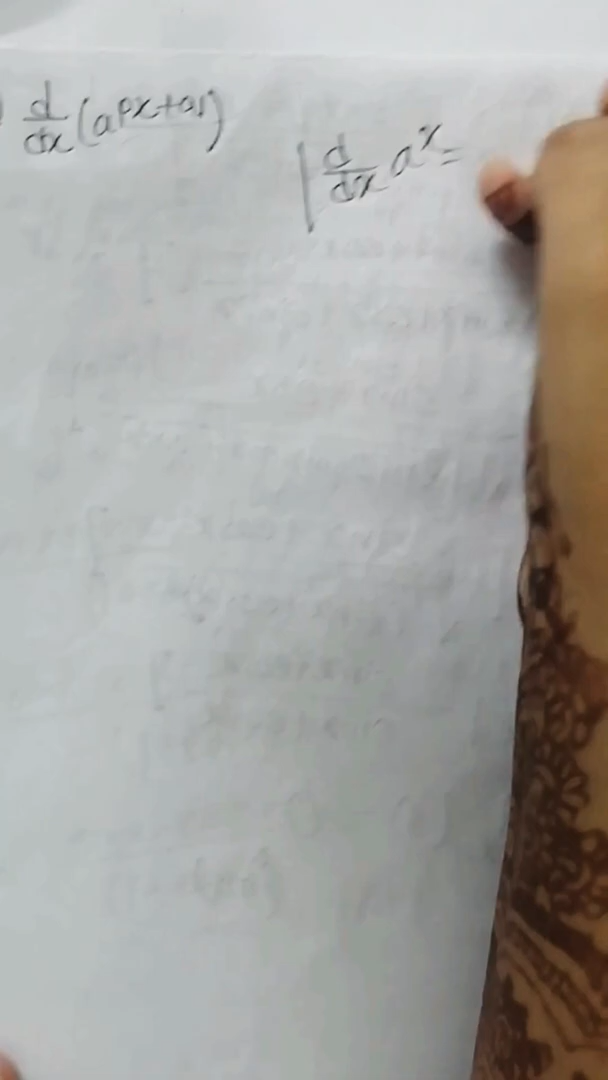 d/dx (a^{px+q})
d/dx a^x =